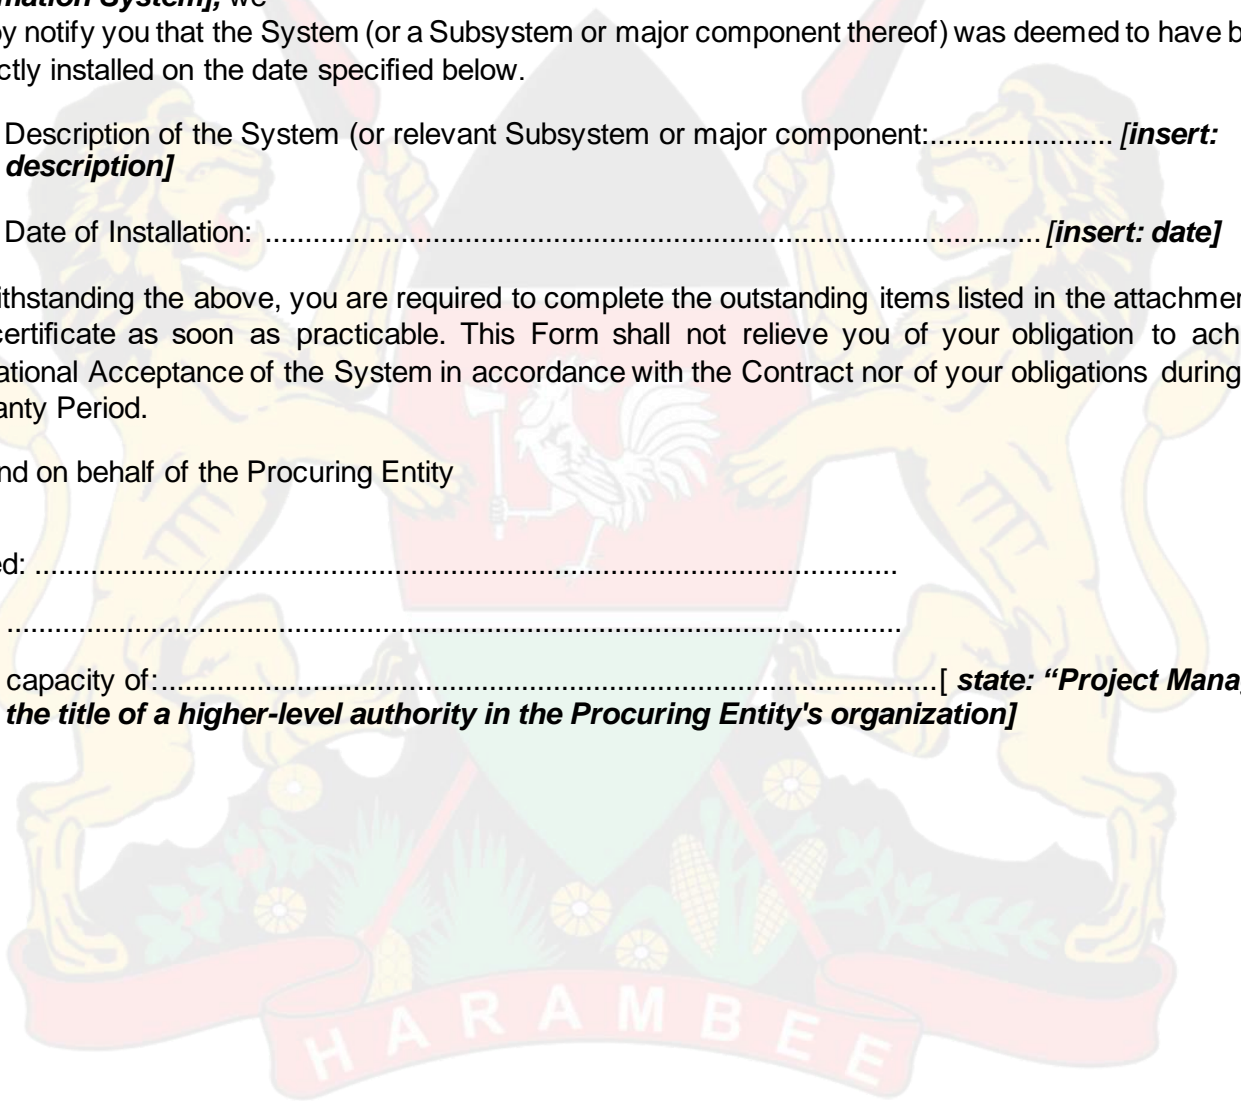 mation System], we
by notify you that the System (or a Subsystem or major component thereof) was deemed to have b
ctly installed on the date specified below.
Description of the System (or relevant Subsystem or major component:....................... [insert:
description]
Date of Installation: .................................................................................................. [insert: date]
ithstanding the above, you are required to complete the outstanding items listed in the attachmen
certificate as soon as practicable. This Form shall not relieve you of your obligation to ach
ational Acceptance of the System in accordance with the Contract nor of your obligations during
anty Period.
nd on behalf of the Procuring Entity
ed: .............................................................................................................
.................................................................................................................
capacity of:..................................................................................................[ state: “Project Mana
the title of a higher-level authority in the Procuring Entity's organization]
HARAMBEE